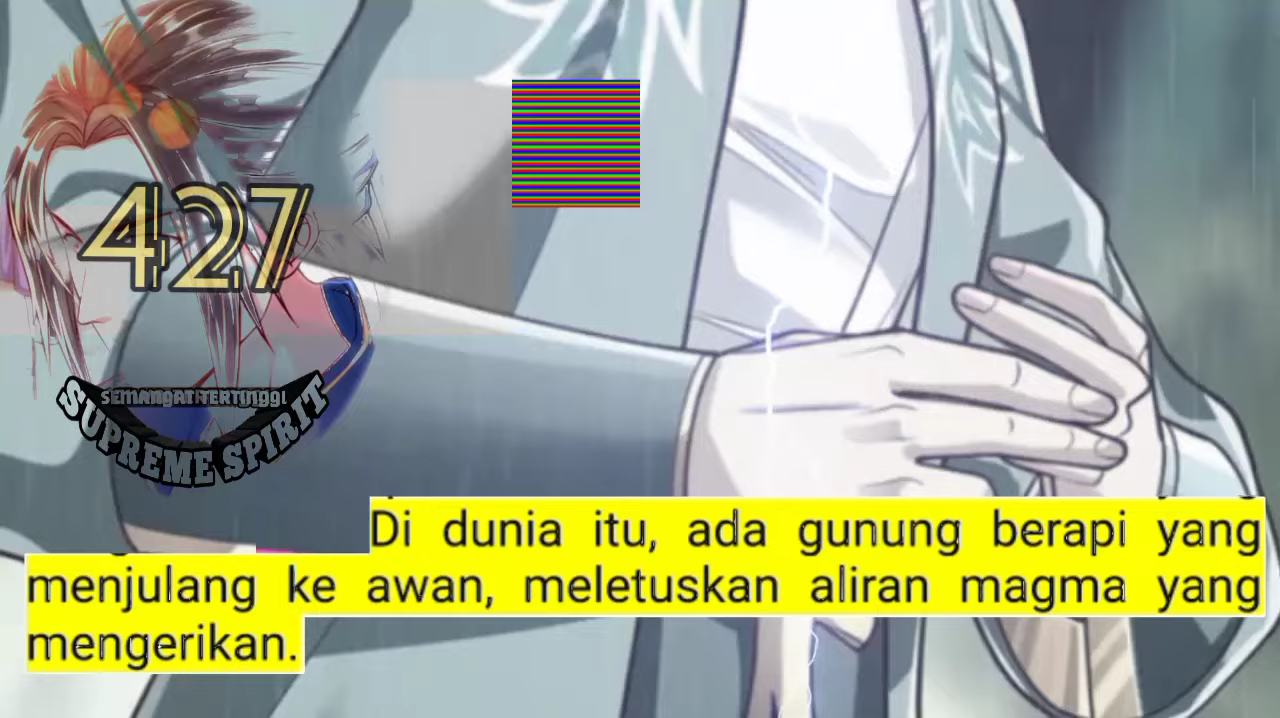 427
SEMANGAT TERTINGGI
SUPREME SPIRIT
Di dunia itu, ada gunung berapi yang
menjulang ke awan, meletuskan aliran magma yang
mengerikan.